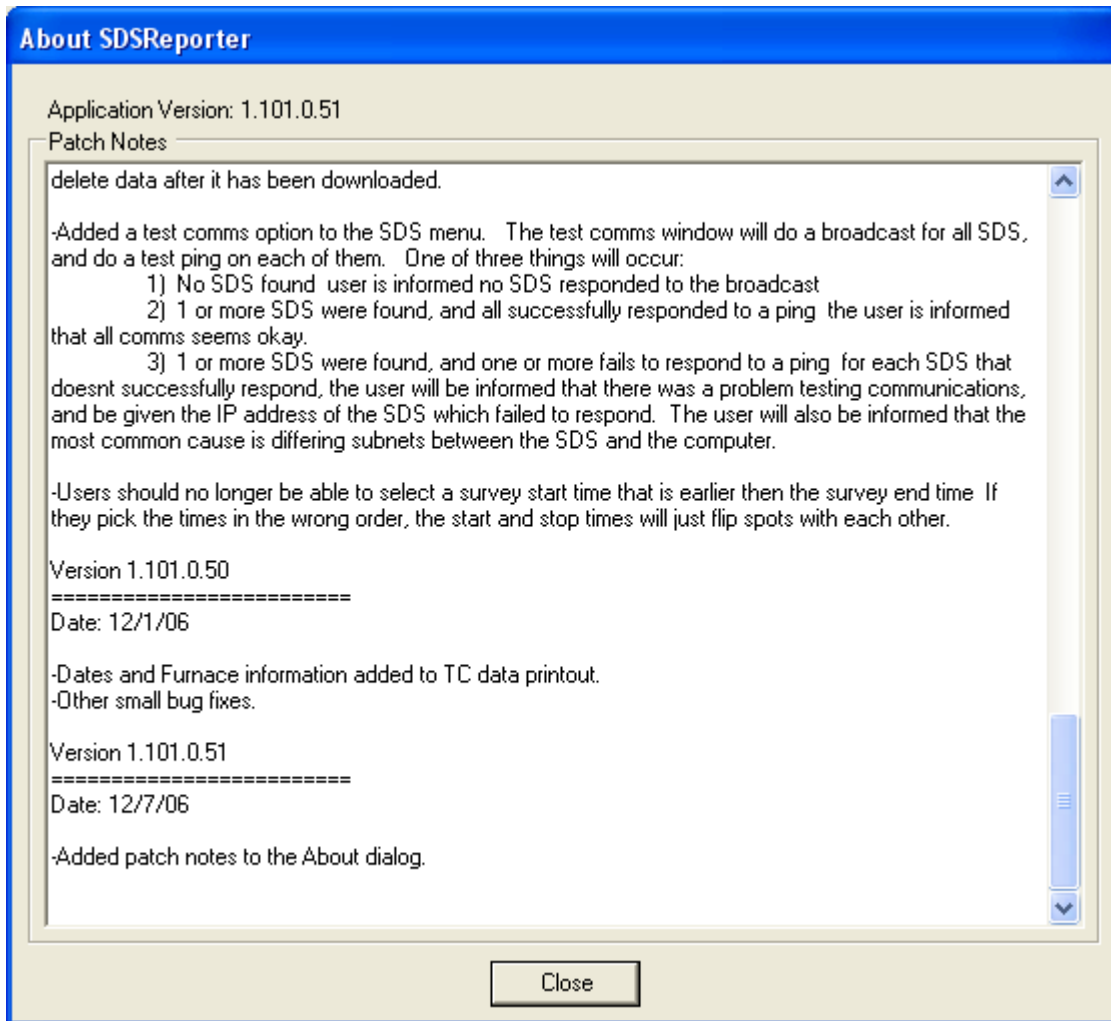 About SDSReporter
Application Version: 1.101.0.51
Patch Notes
delete data after it has been downloaded.
-Added a test comms option to the SDS menu.   The test comms window will do a broadcast for all SDS,
and do a test ping on each of them.   One of three things will occur:
1)  No SDS found  user is informed no SDS responded to the broadcast
2)  1 or more SDS were found, and all successfully responded to a ping  the user is informed
that all comms seems okay.
3)  1 or more SDS were found, and one or more fails to respond to a ping  for each SDS that
doesnt successfully respond, the user will be informed that there was a problem testing communications,
and be given the IP address of the SDS which failed to respond.  The user will also be informed that the
most common cause is differing subnets between the SDS and the computer.
-Users should no longer be able to select a survey start time that is earlier then the survey end time  If
they pick the times in the wrong order, the start and stop times will just flip spots with each other.
Version 1.101.0.50
=========================
Date: 12/1/06
-Dates and Furnace information added to TC data printout.
-Other small bug fixes.
Version 1.101.0.51
=========================
Date: 12/7/06
-Added patch notes to the About dialog.
Close